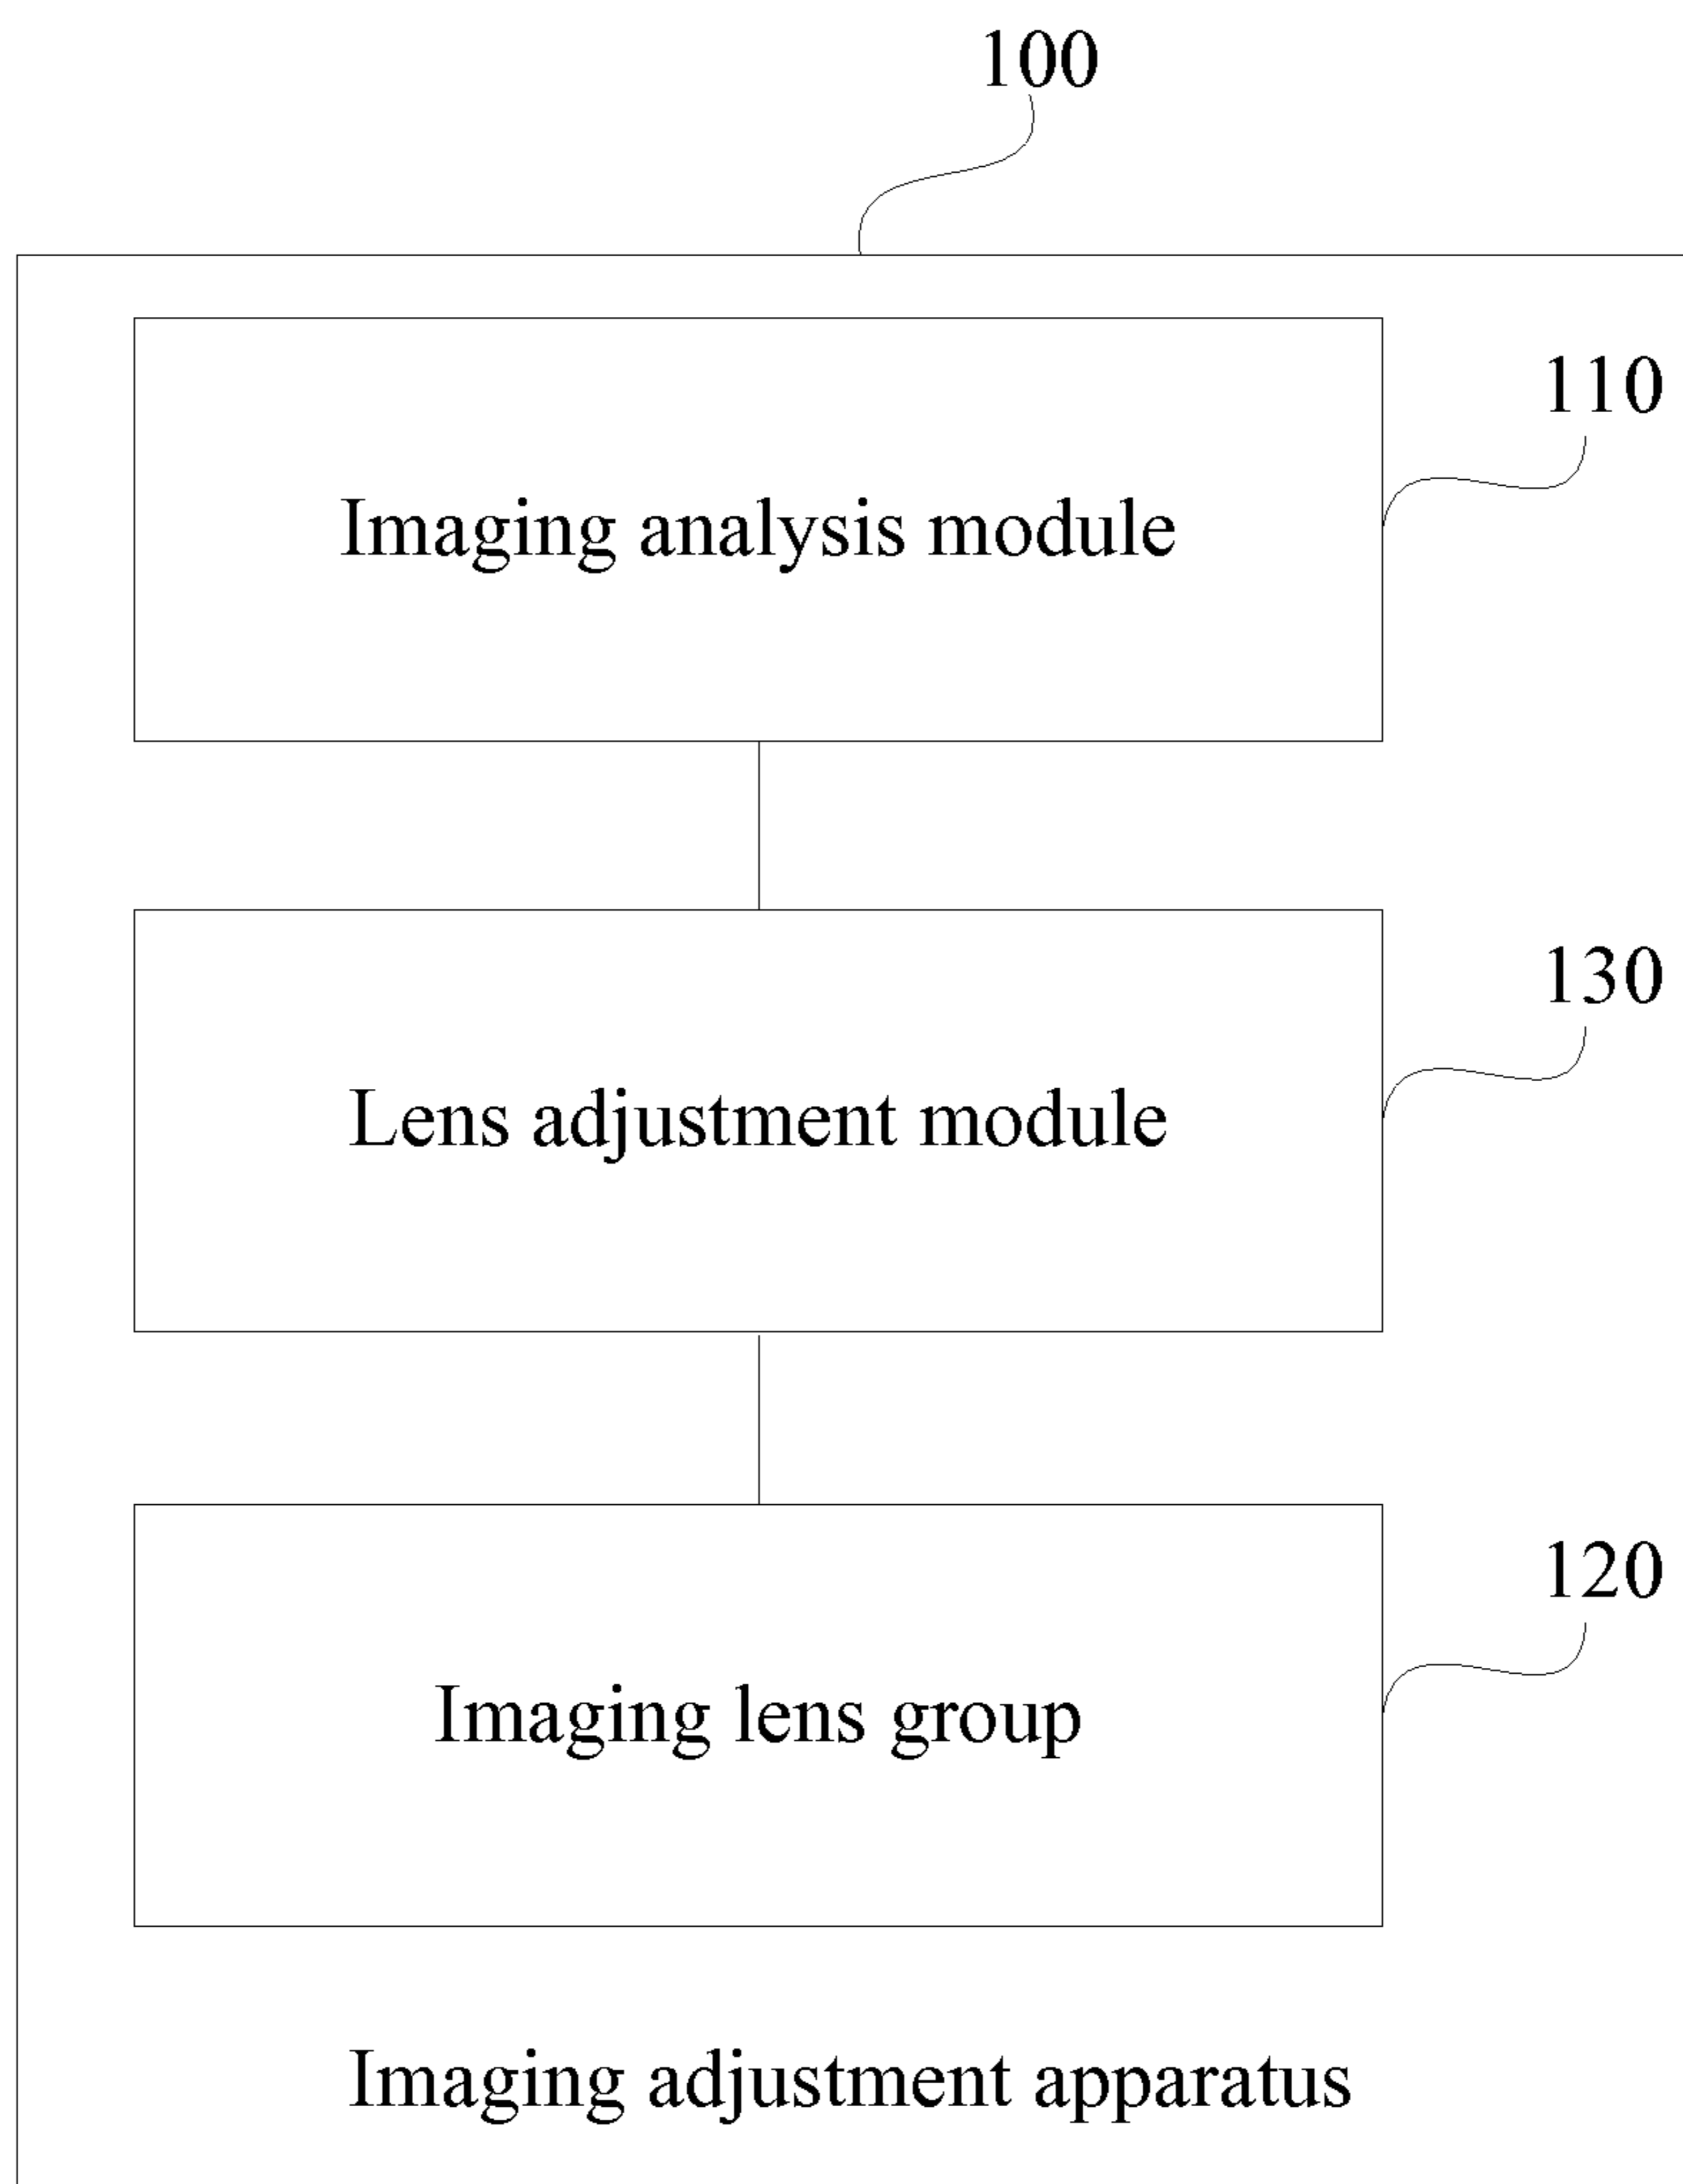 100
110
Imaging analysis module
130
Lens adjustment module
120
Imaging lens group
Imaging adjustment apparatus